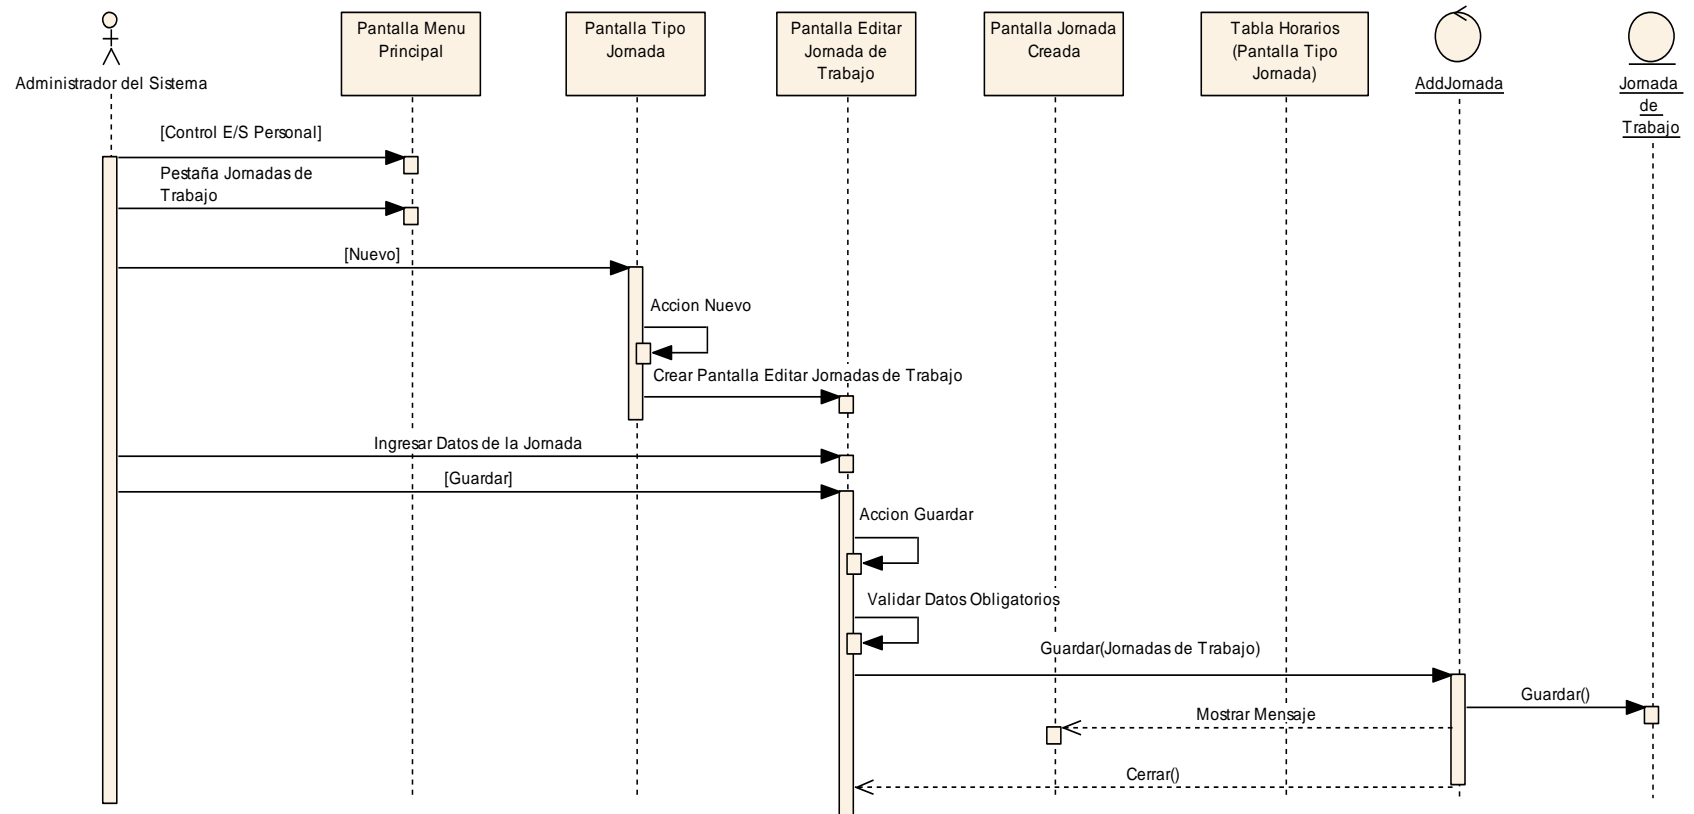 Administrador del Sistema
Pantalla Menu
Principal
Pantalla Tipo
Jornada
Pantalla Editar
Jornada de
Trabajo
Pantalla Jornada
Creada
Tabla Horarios
(Pantalla Tipo
Jornada)
AddJornada
Jornada
de
Trabajo
[Control E/S Personal]
Pestaña Jornadas de
Trabajo
[Nuevo]
Accion Nuevo
Crear Pantalla Editar Jornadas de Trabajo
Ingresar Datos de la Jornada
[Guardar]
Accion Guardar
Validar Datos Obligatorios
Guardar(Jornadas de Trabajo)
Guardar()
Mostrar Mensaje
Cerrar()